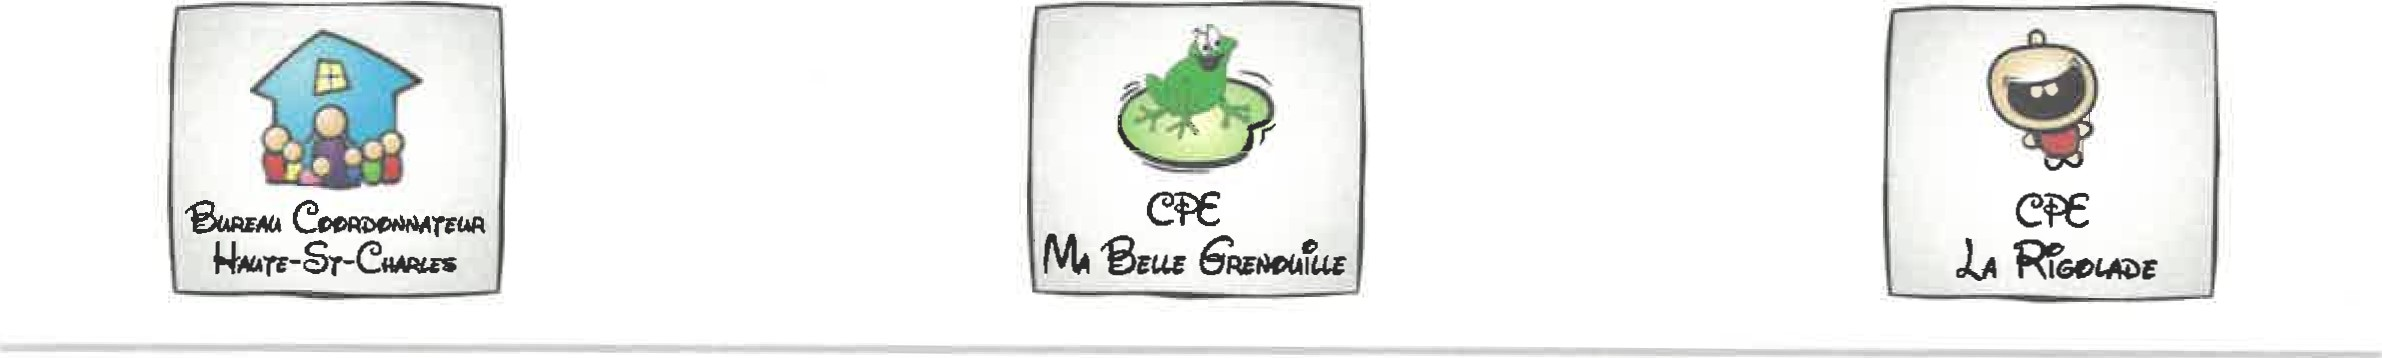 Bureau Coordonnateur
Haute-St-Charles
CPE
Ma Belle Grenouille
CPE
La Rigolade